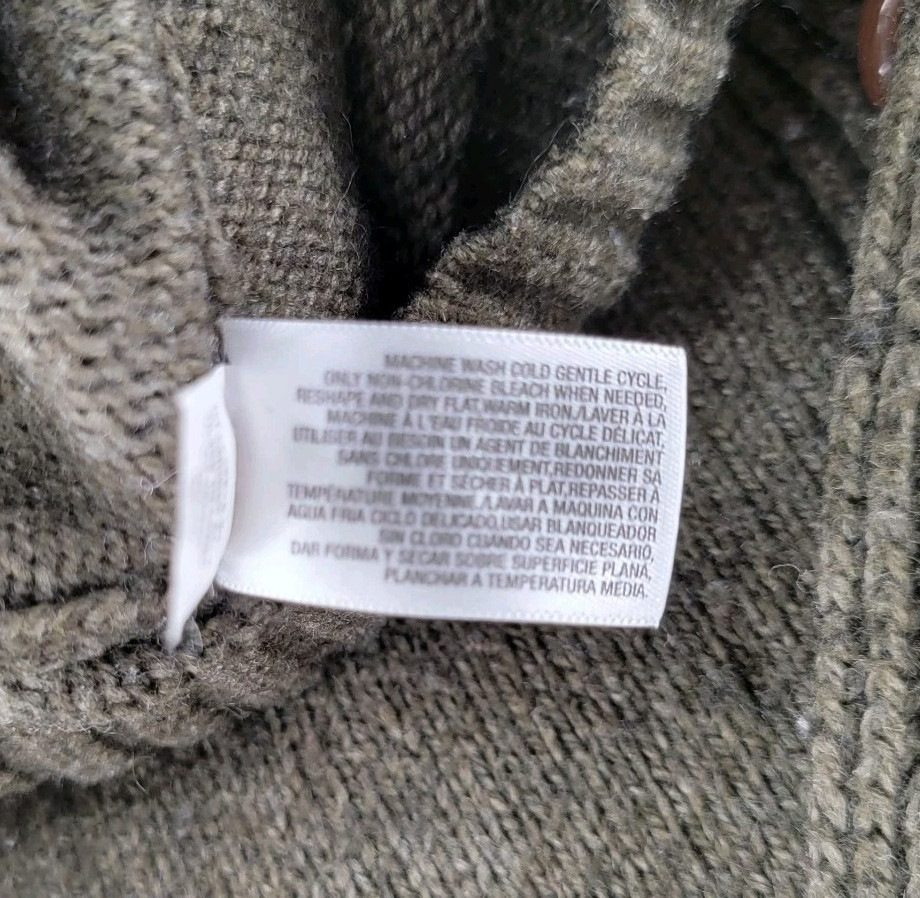 MACHINE WASH COLD GENTLE CYCLE,
ONLY NON-CHLORINE BLEACH WHEN NEEDED,
RESHAPE AND DRY FLAT,WARM IRON./LAVER À LA
MACHINE À L'EAU FROIDE AU CYCLE DÉLICAT,
UTILISER AU BESOIN UN AGENT DE BLANCHIMENT
SANS CHLORE UNIQUEMENT,REDONNER SA
FORME ET SÉCHER À PLAT,REPASSER À
TEMPÉRATURE MOYENNE./LAVAR A MAQUINA CON
AGUA FRIA CICLO DELICADO,USAR BLANQUEADOR
SIN CLORO CUANDO SEA NECESARIO,
DAR FORMA Y SECAR SOBRE SUPERFICIE PLANA,
PLANCHAR A TEMPERATURA MEDIA.